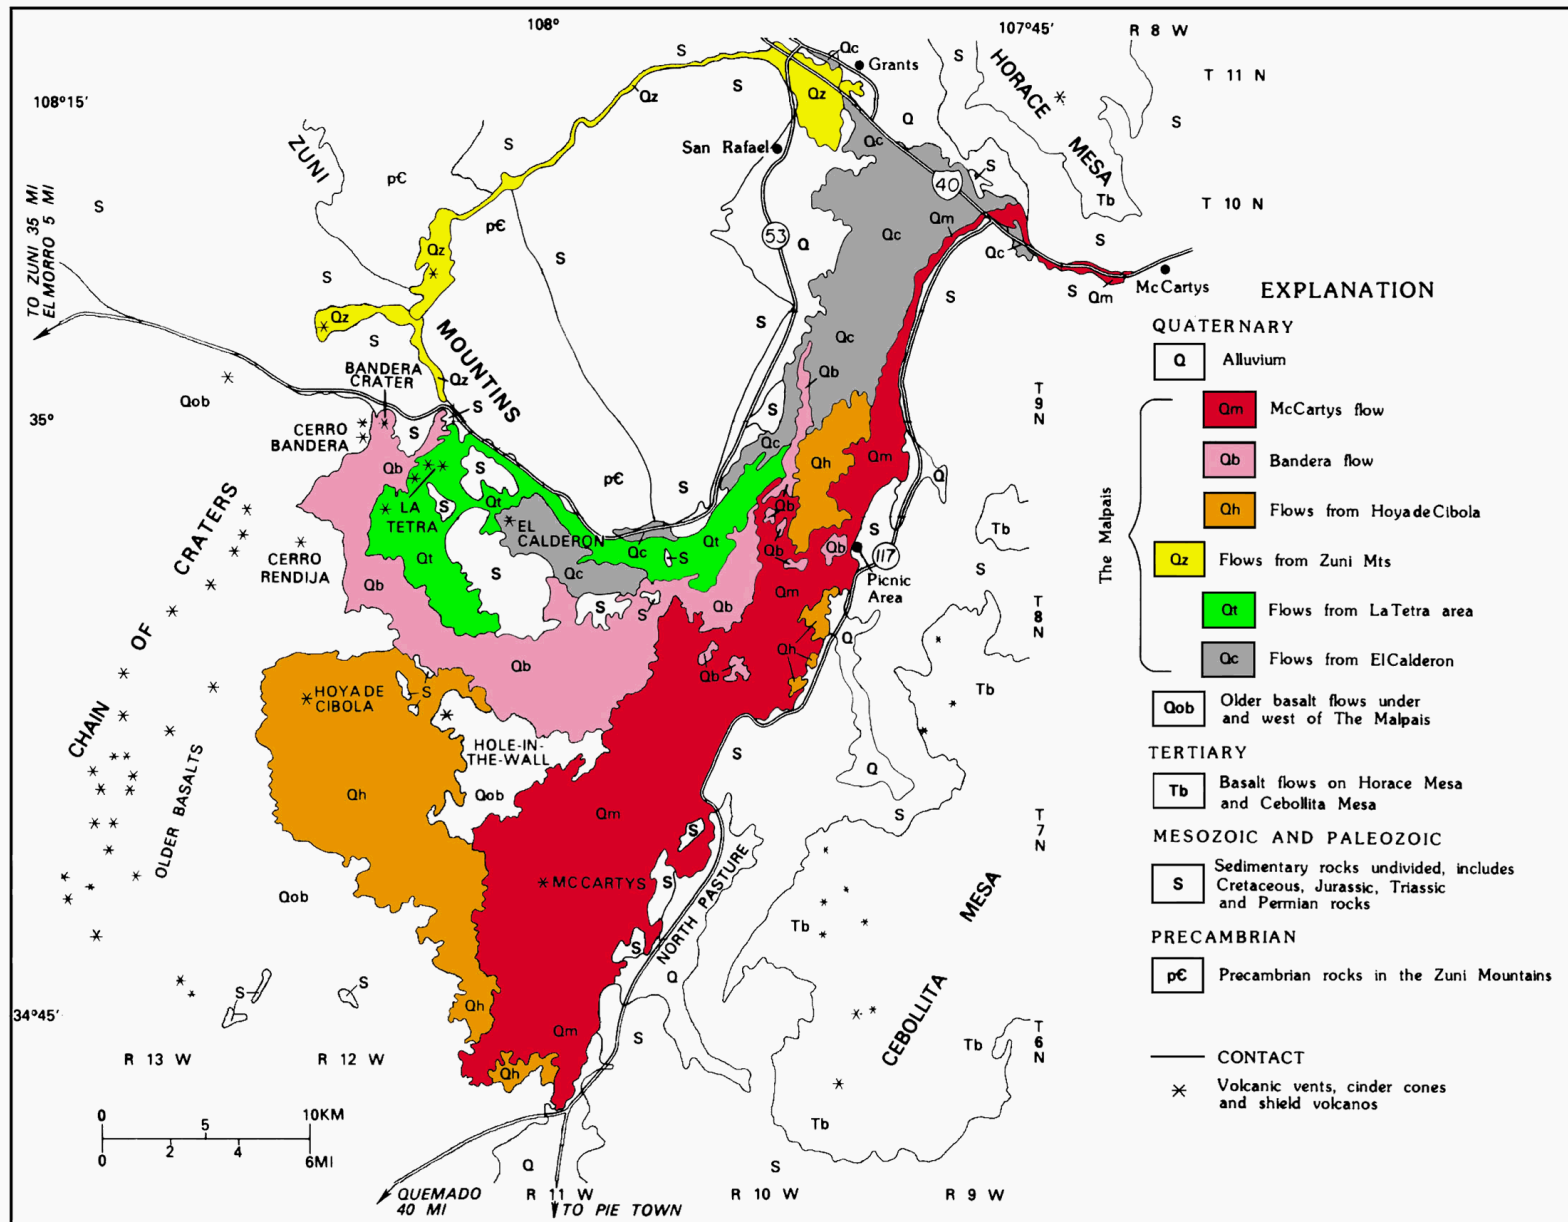 108°
107°45'
R 8 W
S
Qc
Grants
S
HORACE
MESA
T 11 N
108°15'
Qz
S
Qz
Q
S
ZUNI
MOUNTINS
S
San Rafael
Qc
S
p€
40
Tb
T 10 N
TO ZUNI 35 MI
EL MORRO 5 MI
S
p€
Qm
53
Q
Qc
Qz
S
Qc
S
S
S
Qm
McCartys
S
Qz
S
S
Qc
BANDERA
CRATER
Qz
Qb
Qob
S
S
T
9
N
35°
CERRO
BANDERA
S
Qc
Qb
S
p€
S
Qh
Qm
Q
LA
TETRA
S
Qt
EL
CALDERON
Qb
S
Tb
CHAIN OF CRATERS
CERRO
RENDIJA
Qt
Qc
S
Qt
Qb
Qb
117
Picnic
Area
Qb
S
Qc
Qm
S
S
S
Qb
Q
T
8
N
Qb
Qb
Qh
HOYA DE
CIBOLA
S
Tb
HOLE-IN-
THE-WALL
S
Q
OLDER BASALTS
Qh
Qob
Qm
S
S
T
7
N
MCCARTYS
S
NORTH PASTURE
Qob
S
Tb
CEBOLLITA
MESA
S
S
Q
34°45'
Qh
Qm
S
Tb
T
6
N
R 13 W
R 12 W
Qh
Tb
0
5
10KM
0
2
4
6MI
Q
S
QUEMADO
40 MI
R 11 W
R 10 W
R 9 W
TO PIE TOWN
EXPLANATION
QUATERNARY
Q Alluvium
The Malpais
Qm McCartys flow
Qb Bandera flow
Qh Flows from Hoya de Cibola
Qz Flows from Zuni Mts
Qt Flows from La Tetra area
Qc Flows from El Calderon
Qob Older basalt flows under
and west of The Malpais
TERTIARY
Tb Basalt flows on Horace Mesa
and Cebollita Mesa
MESOZOIC AND PALEOZOIC
S Sedimentary rocks undivided, includes
Cretaceous, Jurassic, Triassic
and Permian rocks
PRECAMBRIAN
p€ Precambrian rocks in the Zuni Mountains
CONTACT
Volcanic vents, cinder cones
and shield volcanos